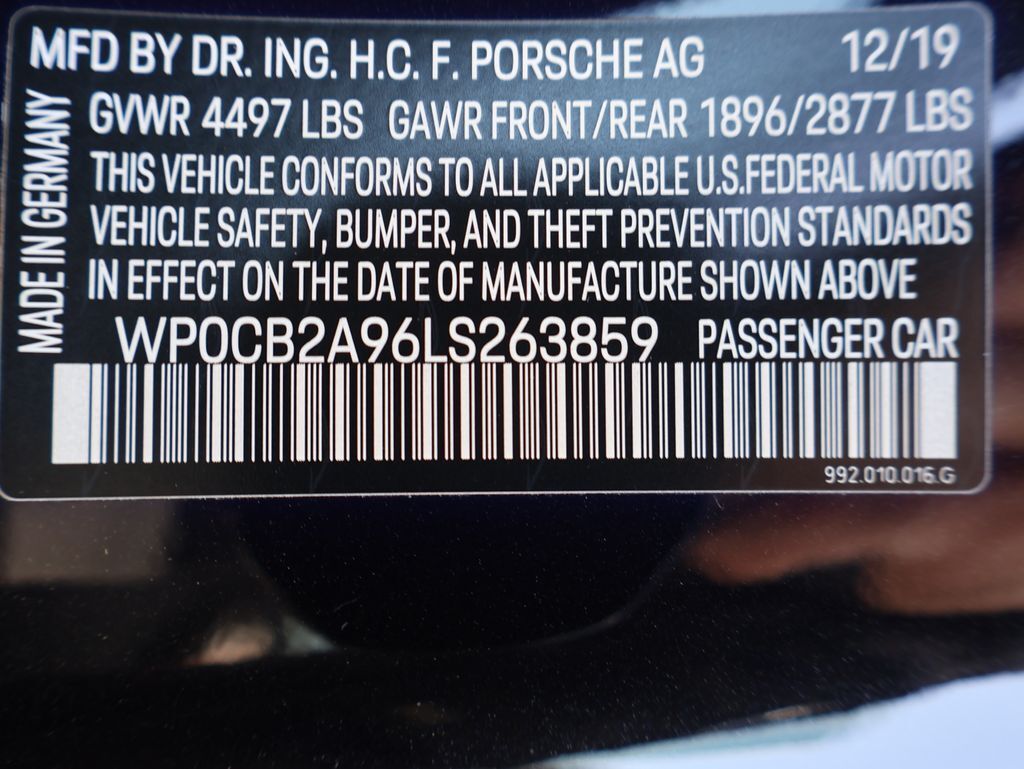 MFD BY DR. ING. H.C. F. PORSCHE AG 12/19
GVWR 4497 LBS GAWR FRONT/REAR 1896/2877 LBS
THIS VEHICLE CONFORMS TO ALL APPLICABLE U.S.FEDERAL MOTOR
VEHICLE SAFETY, BUMPER, AND THEFT PREVENTION STANDARDS
IN EFFECT ON THE DATE OF MANUFACTURE SHOWN ABOVE
MADE IN GERMANY
WP0CB2A96LS263859 PASSENGER CAR
992.010.016.G